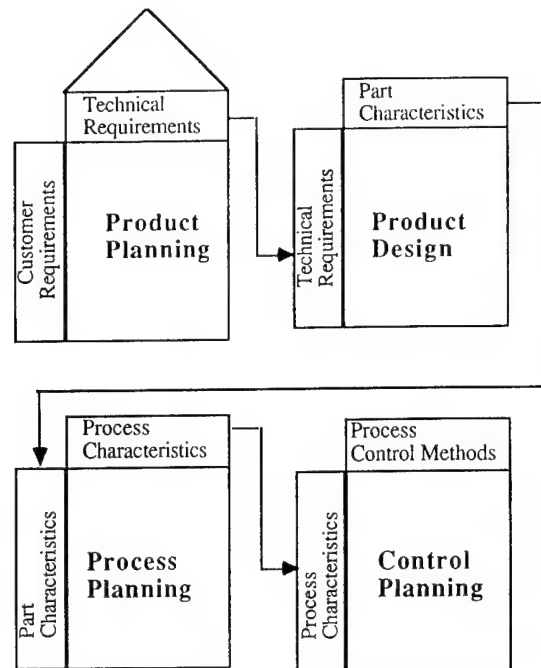 Technical
Requirements
Customer
Requirements
Product
Planning
Part
Characteristics
Technical
Requirements
Product
Design
Process
Characteristics
Part
Characteristics
Process
Planning
Process
Control Methods
Process
Characteristics
Control
Planning